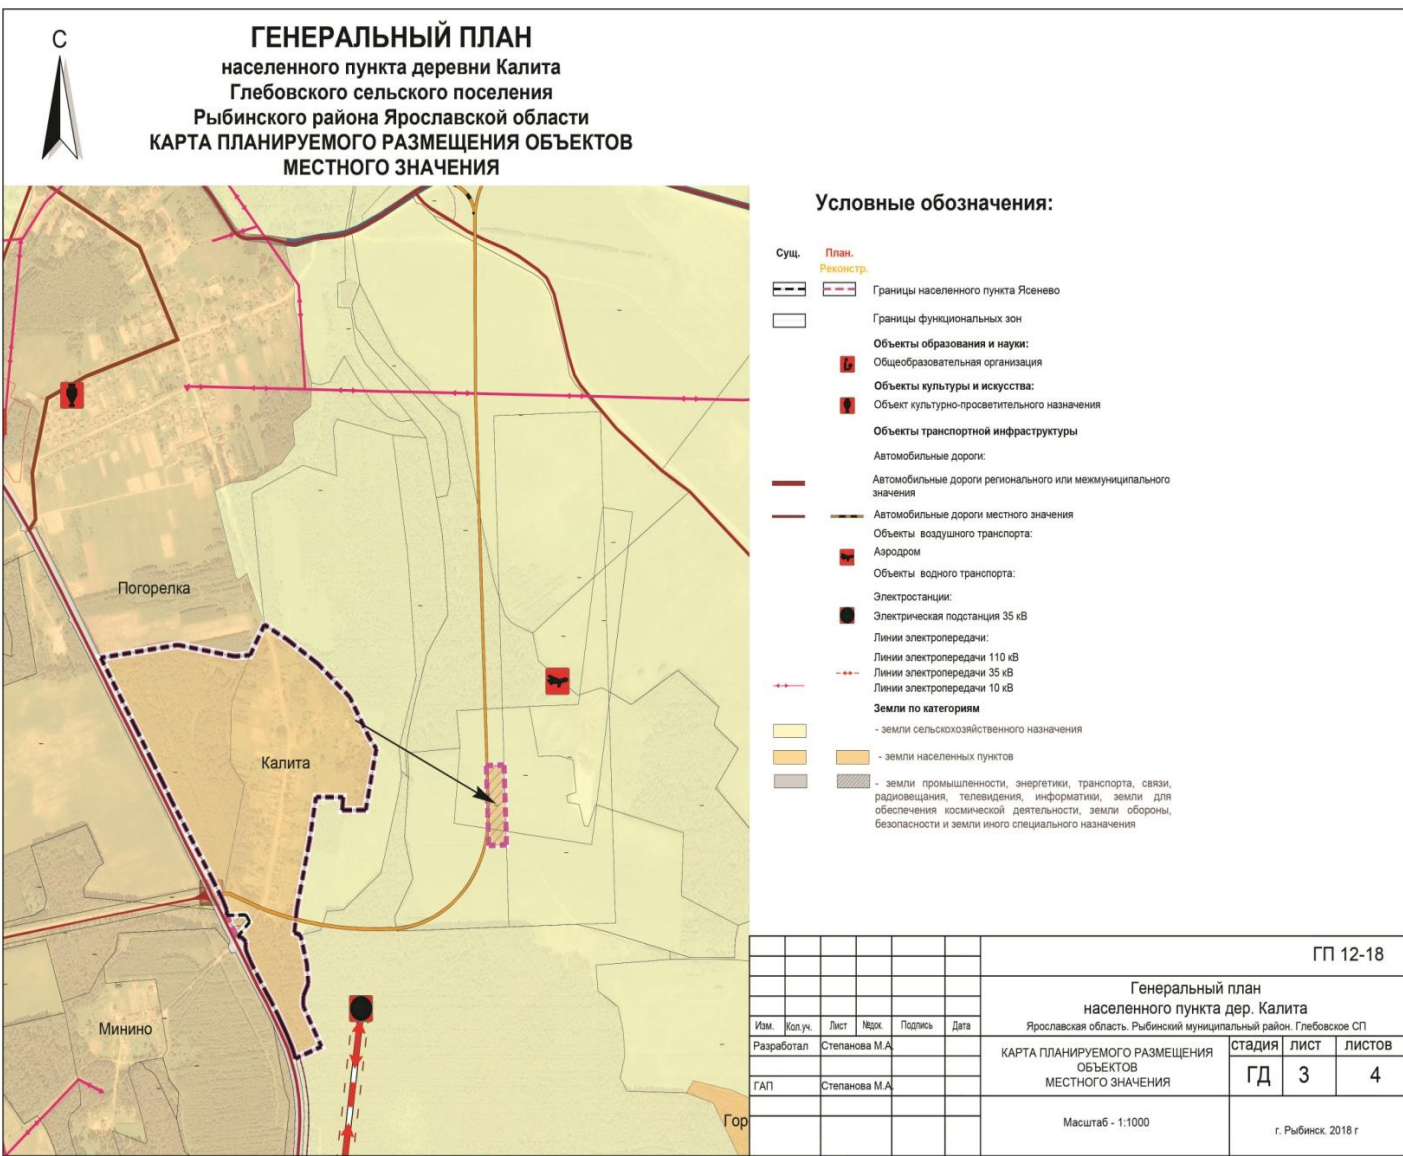 С
ГЕНЕРАЛЬНЫЙ ПЛАН
населенного пункта деревни Калита
Глебовского сельского поселения
Рыбинского района Ярославской области
КАРТА ПЛАНИРУЕМОГО РАЗМЕЩЕНИЯ ОБЪЕКТОВ
МЕСТНОГО ЗНАЧЕНИЯ
Погорелка
Калита
Минино
Гор
Условные обозначения:
Сущ. План.
Реконстр.
Границы населенного пункта Ясенево
Границы функциональных зон
Объекты образования и науки:
Общеобразовательная организация
Объекты культуры и искусства:
Объект культурно-просветительного назначения
Объекты транспортной инфраструктуры
Автомобильные дороги:
Автомобильные дороги регионального или межмуниципального
значения
Автомобильные дороги местного значения
Объекты воздушного транспорта:
Аэродром
Объекты водного транспорта:
Электростанции:
Электрическая подстанция 35 кВ
Линии электропередачи:
Линии электропередачи 110 кВ
Линии электропередачи 35 кВ
Линии электропередачи 10 кВ
Земли по категориям
- земли сельскохозяйственного назначения
- земли населенных пунктов
- земли промышленности, энергетики, транспорта, связи,
радиовещания, телевидения, информатики, земли для
обеспечения космической деятельности, земли обороны,
безопасности и земли иного специального назначения
ГП 12-18
Генеральный план
населенного пункта дер. Калита
Ярославская область. Рыбинский муниципальный район. Глебовское СП
Изм. Кол.уч. Лист №док. Подпись Дата
Разработал Степанова М.А.
ГАП Степанова М.А.
КАРТА ПЛАНИРУЕМОГО РАЗМЕЩЕНИЯ
ОБЪЕКТОВ
МЕСТНОГО ЗНАЧЕНИЯ
СТАДИЯ ЛИСТ ЛИСТОВ
ГД 3 4
Масштаб - 1:1000
г. Рыбинск. 2018 г